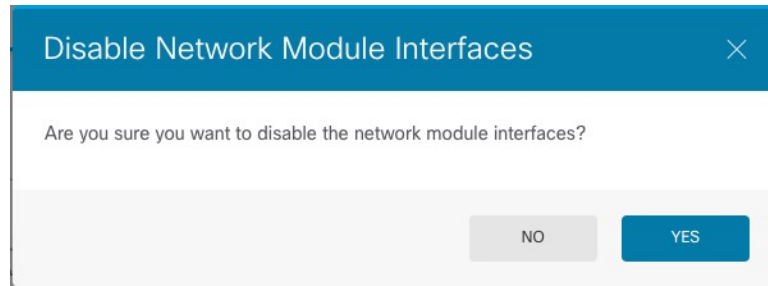 Disable Network Module Interfaces
Are you sure you want to disable the network module interfaces?
NO YES